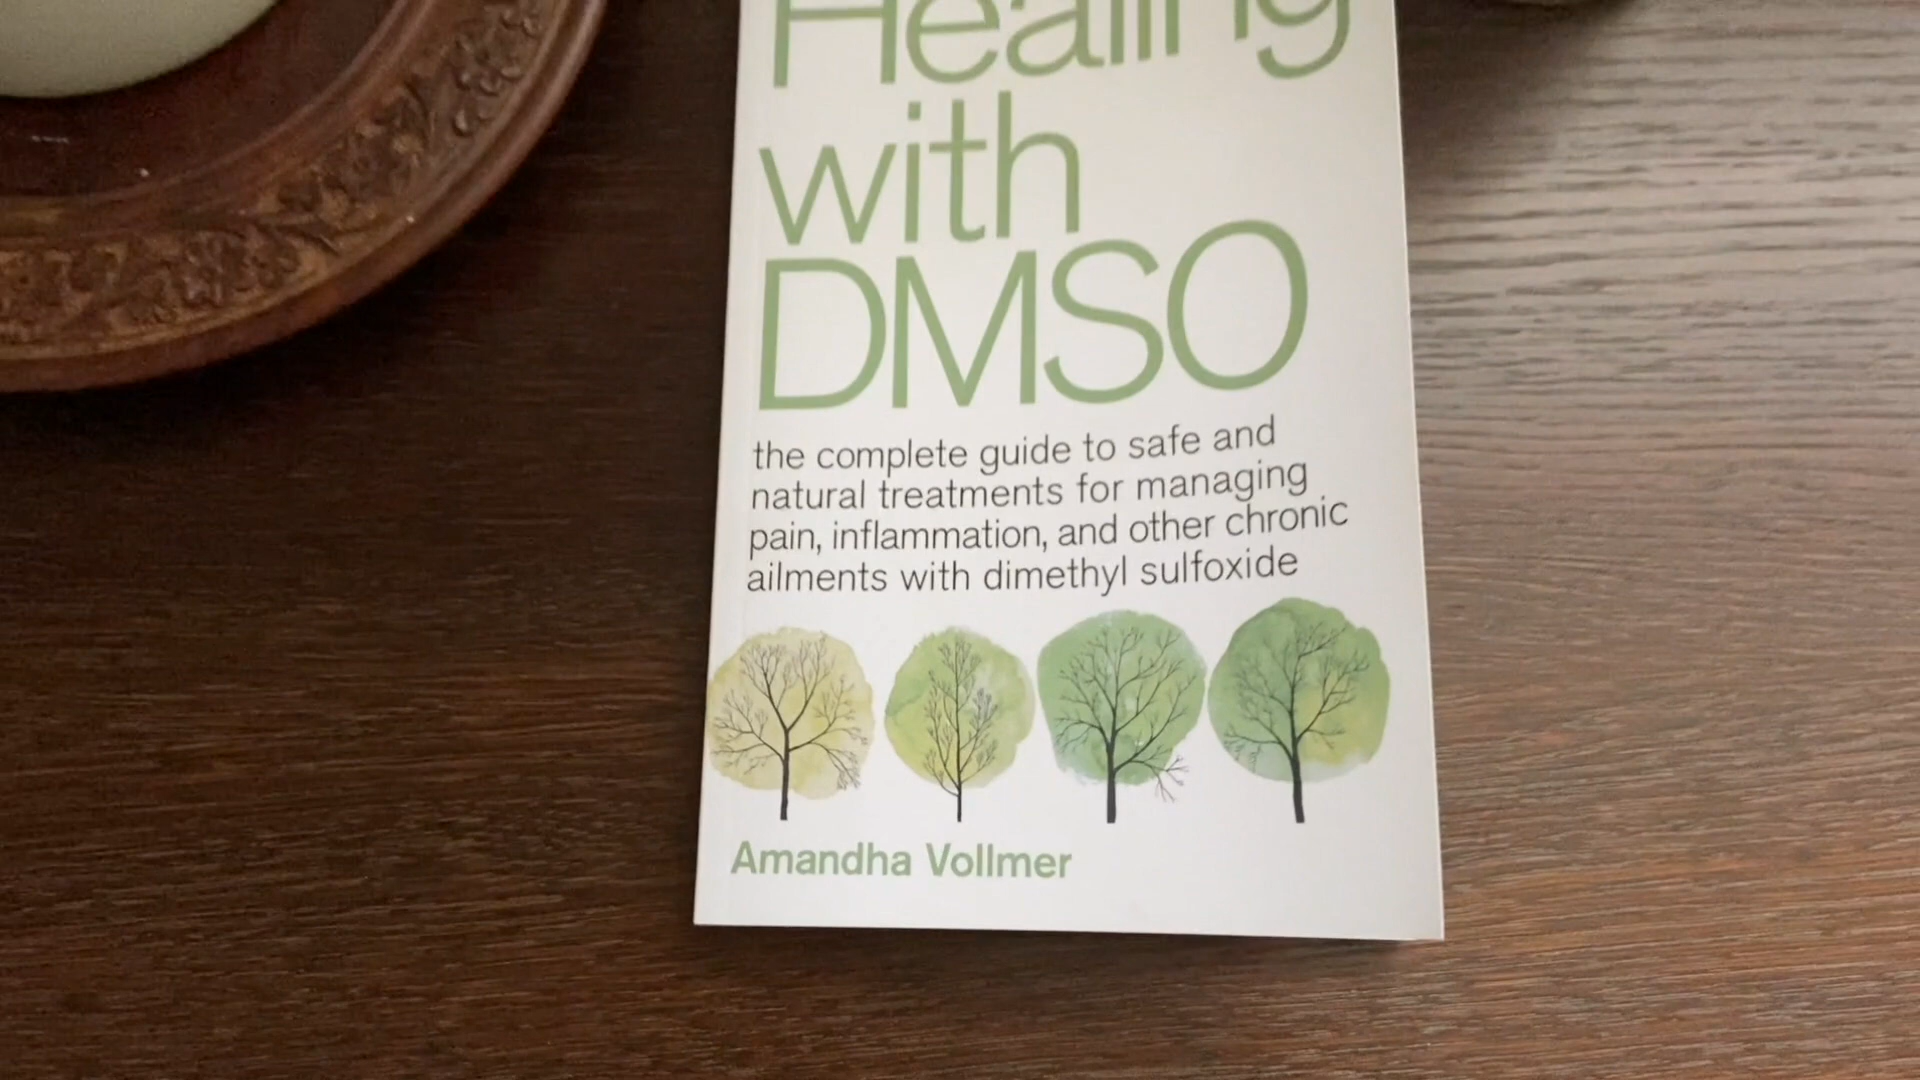 Healing
with
DMSO
the complete guide to safe and
natural treatments for managing
pain, inflammation, and other chronic
ailments with dimethyl sulfoxide
Amandha Vollmer